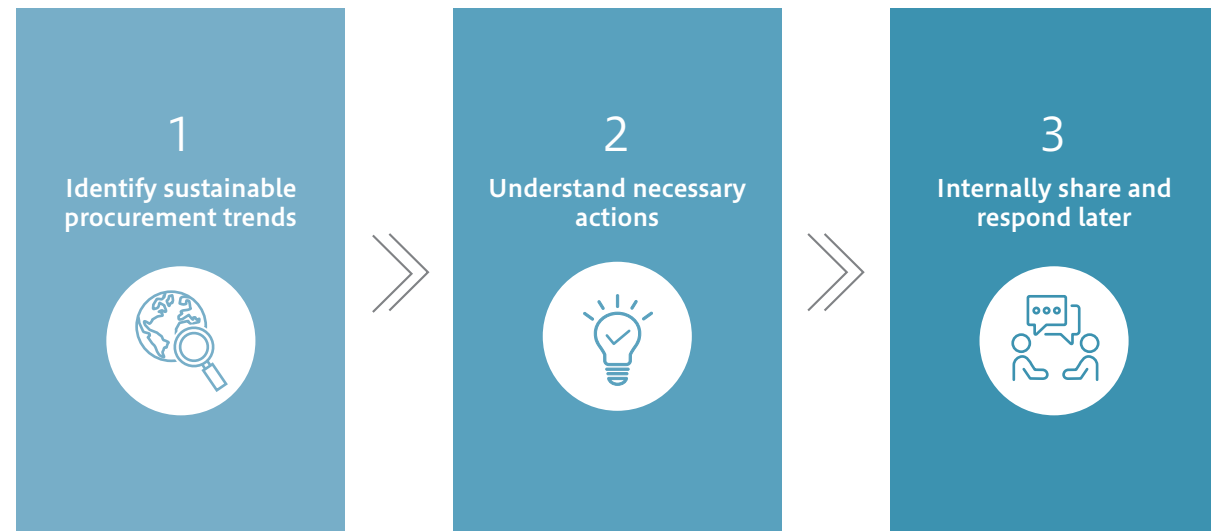 1
Identify sustainable
procurement trends
2
Understand necessary
actions
3
Internally share and
respond later